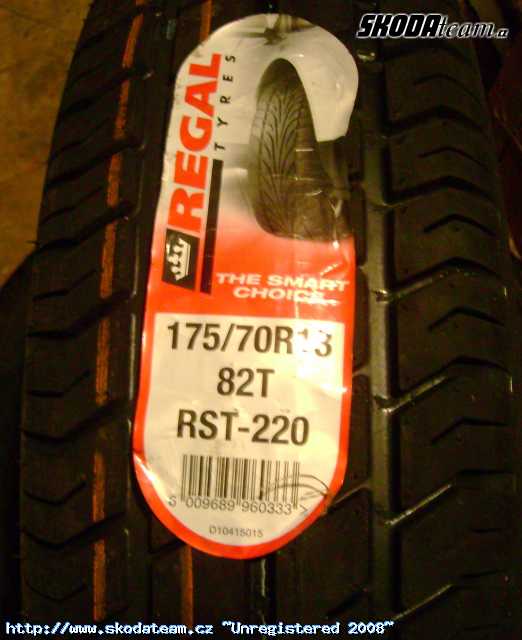 SKODAteam.cz
REGAL
TYRES
THE SMART
CHOICE
175/70R13
82T
RST-220
5 009689 960333 >
D10415015
http://www.skodateam.cz ~Unregistered 2008~